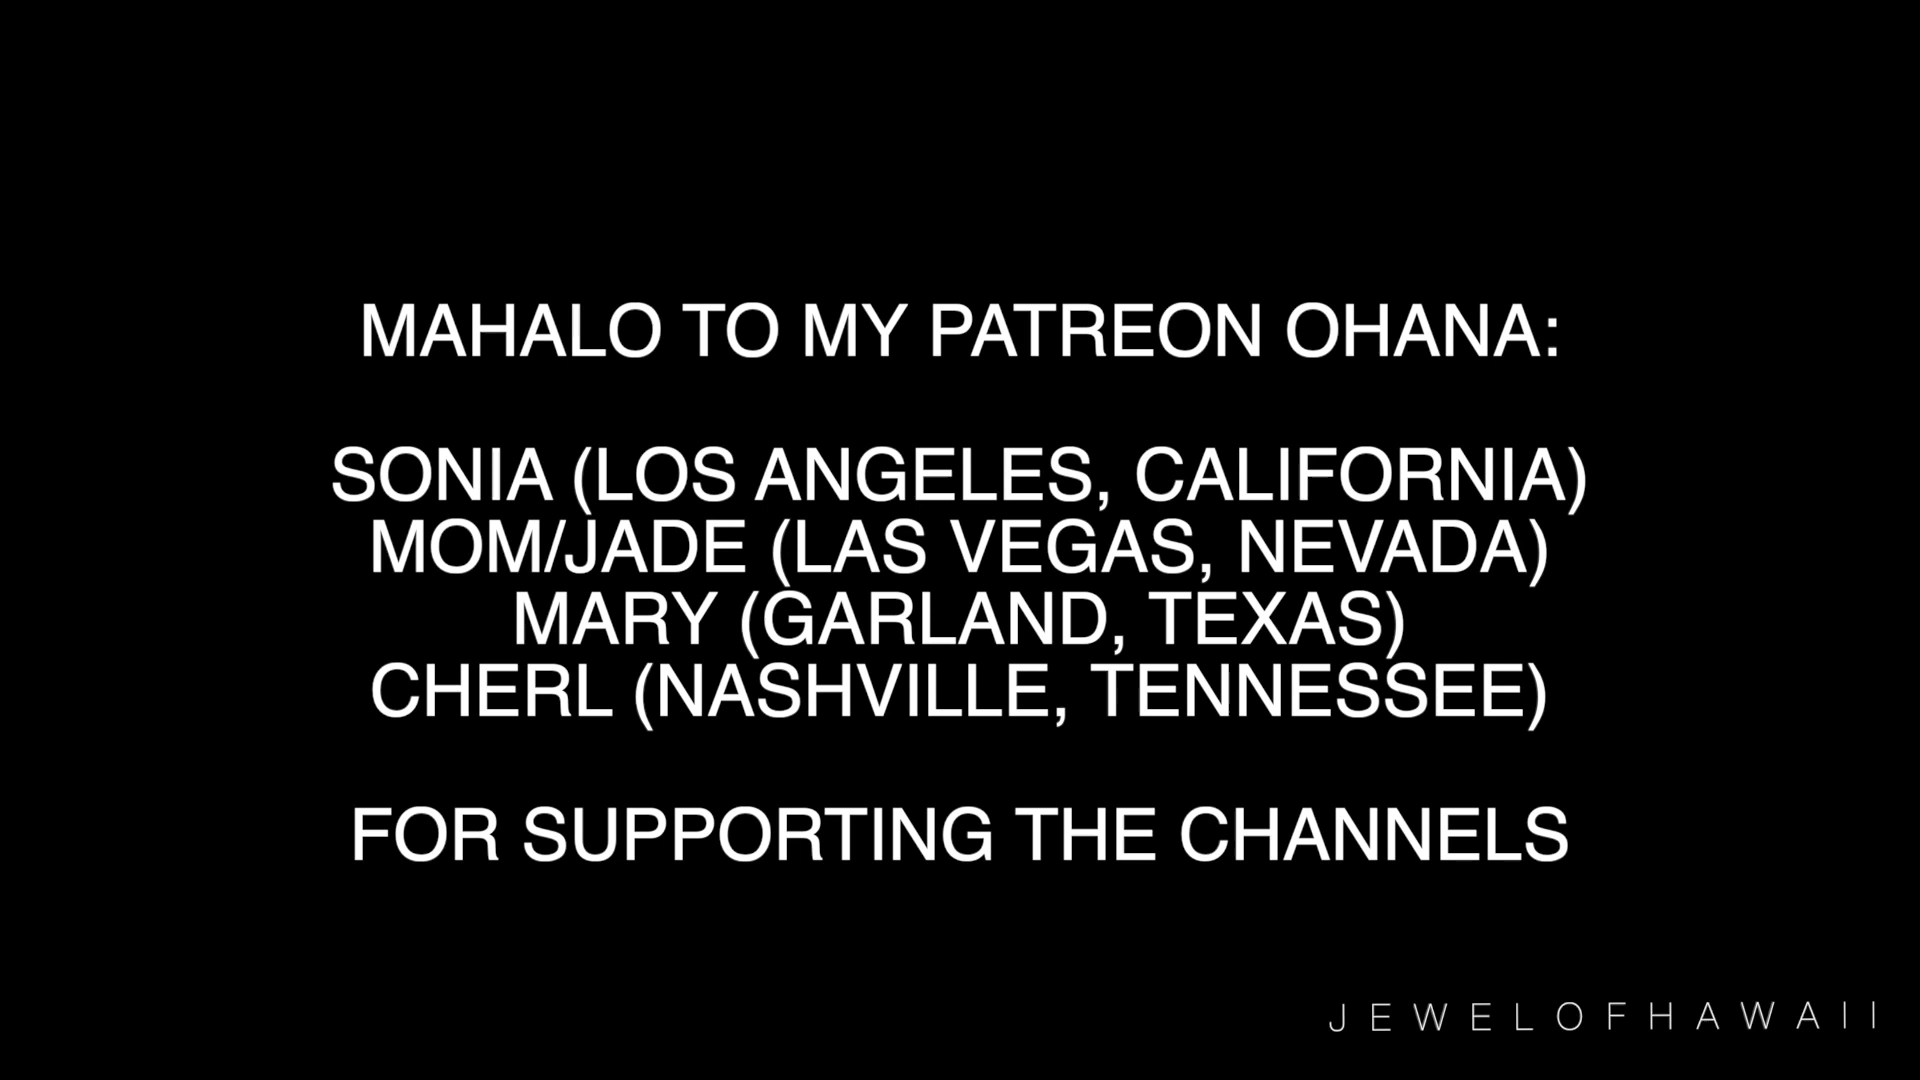 MAHALO TO MY PATREON OHANA:
SONIA (LOS ANGELES, CALIFORNIA)
MOM/JADE (LAS VEGAS, NEVADA)
MARY (GARLAND, TEXAS)
CHERL (NASHVILLE, TENNESSEE)
FOR SUPPORTING THE CHANNELS
JEWELOFHAWAII